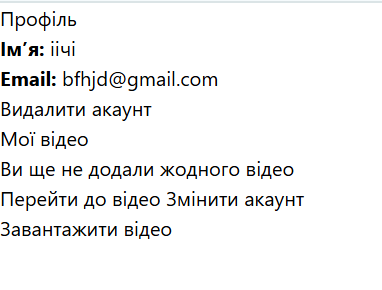 Профіль
Ім’я: іічі
Email: bfhjd@gmail.com
Видалити акаунт
Мої відео
Ви ще не додали жодного відео
Перейти до відео Змінити акаунт
Завантажити відео